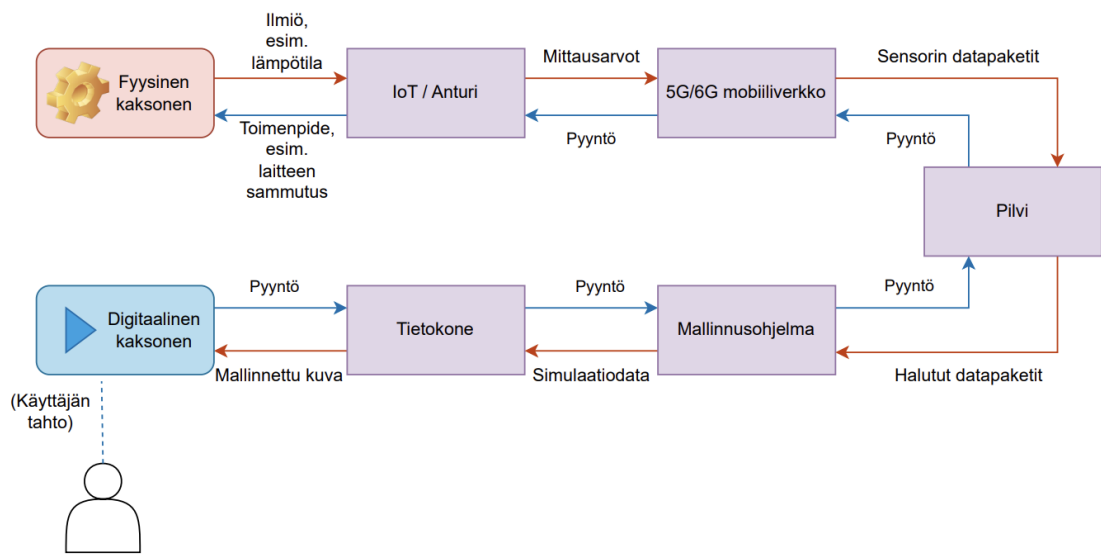 Ilmiö,
esim.
lämpötila
Mittausarvot
Sensorin datapaketit
Fyysinen
kaksonen
IoT / Anturi
5G/6G mobiiliverkko
Toimenpide,
esim.
laitteen
sammutus
Pyyntö
Pyyntö
Pilvi
Pyyntö
Pyyntö
Pyyntö
Digitaalinen
kaksonen
Tietokone
Mallinnusohjelma
Mallinnettu kuva
Simulaatiodata
Halutut datapaketit
(Käyttäjän
tahto)